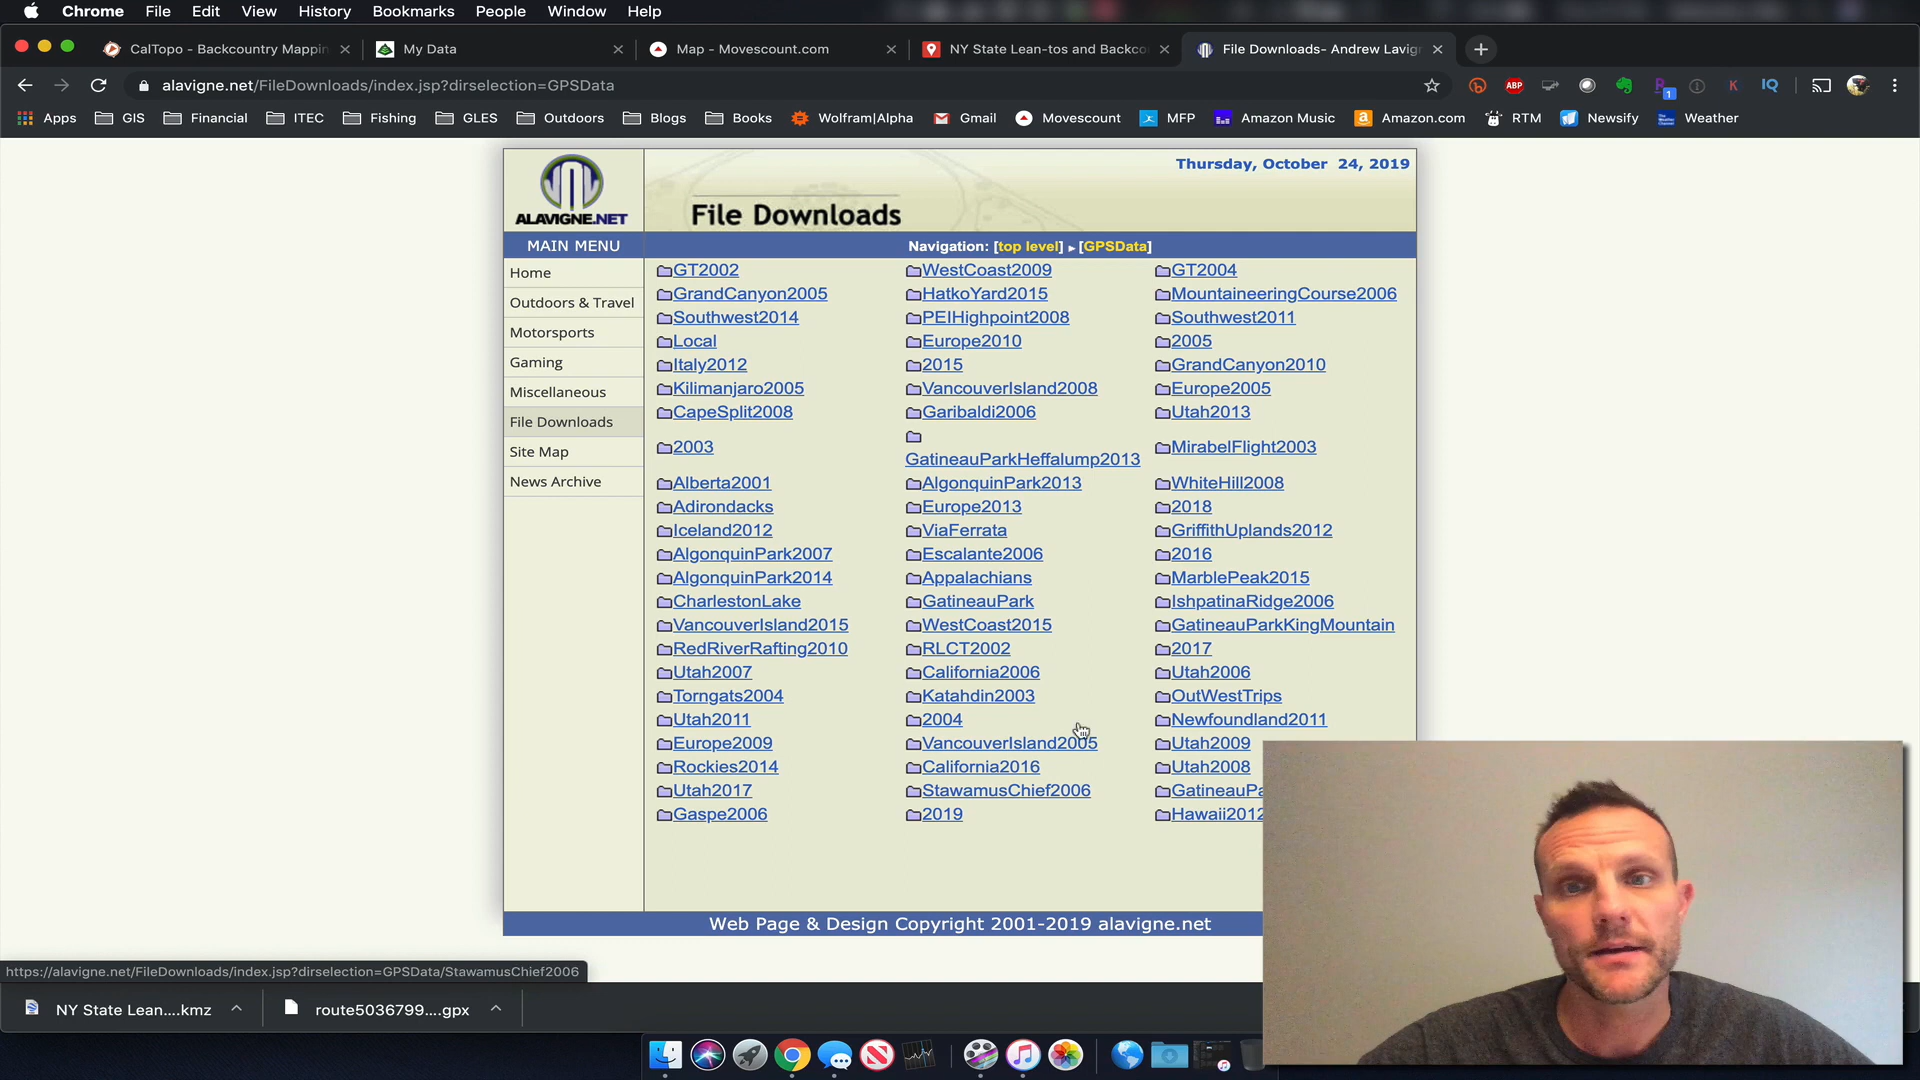 Chrome File Edit View History Bookmarks People Window Help
CalTopo - Backcountry Mappin
My Data
Map - Movescount.com
NY State Lean-tos and Backco
File Downloads- Andrew Lavig
alavigne.net/FileDownloads/index.jsp?dirselection=GPSData
ABP
1
K
IQ
Apps GIS Financial ITEC Fishing GLES Outdoors Blogs Books Wolfram|Alpha Gmail Movescount MFP Amazon Music Amazon.com RTM Newsify Weather
ALAVIGNE.NET
Thursday, October 24, 2019
File Downloads
MAIN MENU
Navigation: [top level] ▸ [GPSData]
Home
Outdoors & Travel
Motorsports
Gaming
Miscellaneous
File Downloads
Site Map
News Archive
GT2002 WestCoast2009 GT2004
GrandCanyon2005 HatkoYard2015 MountaineeringCourse2006
Southwest2014 PEIHighpoint2008 Southwest2011
Local Europe2010 2005
Italy2012 2015 GrandCanyon2010
Kilimanjaro2005 VancouverIsland2008 Europe2005
CapeSplit2008 Garibaldi2006 Utah2013
2003 GatineauParkHeffalump2013 MirabelFlight2003
Alberta2001 AlgonquinPark2013 WhiteHill2008
Adirondacks Europe2013 2018
Iceland2012 ViaFerrata GriffithUplands2012
AlgonquinPark2007 Escalante2006 2016
AlgonquinPark2014 Appalachians MarblePeak2015
CharlestonLake GatineauPark IshpatinaRidge2006
VancouverIsland2015 WestCoast2015 GatineauParkKingMountain
RedRiverRafting2010 RLCT2002 2017
Utah2007 California2006 Utah2006
Torngats2004 Katahdin2003 OutWestTrips
Utah2011 2004 Newfoundland2011
Europe2009 VancouverIsland2005 Utah2009
Rockies2014 California2016 Utah2008
Utah2017 StawamusChief2006 GatineauPa
Gaspe2006 2019 Hawaii2012
Web Page & Design Copyright 2001-2019 alavigne.net
https://alavigne.net/FileDownloads/index.jsp?dirselection=GPSData/StawamusChief2006
NY State Lean....kmz
route5036799....gpx